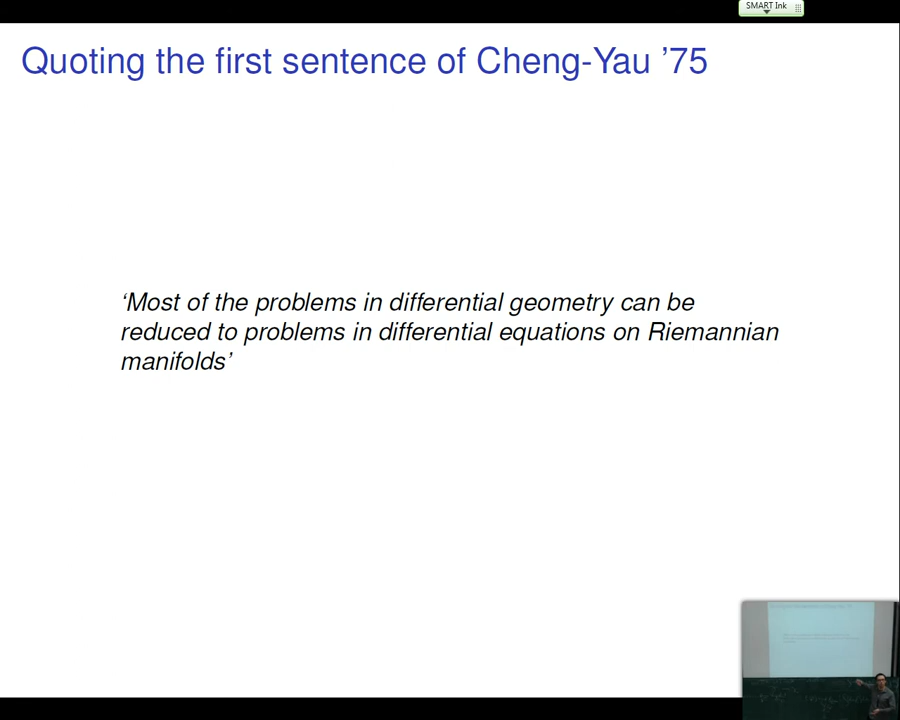 SMART Ink
Quoting the first sentence of Cheng-Yau ’75
‘Most of the problems in differential geometry can be
reduced to problems in differential equations on Riemannian
manifolds’